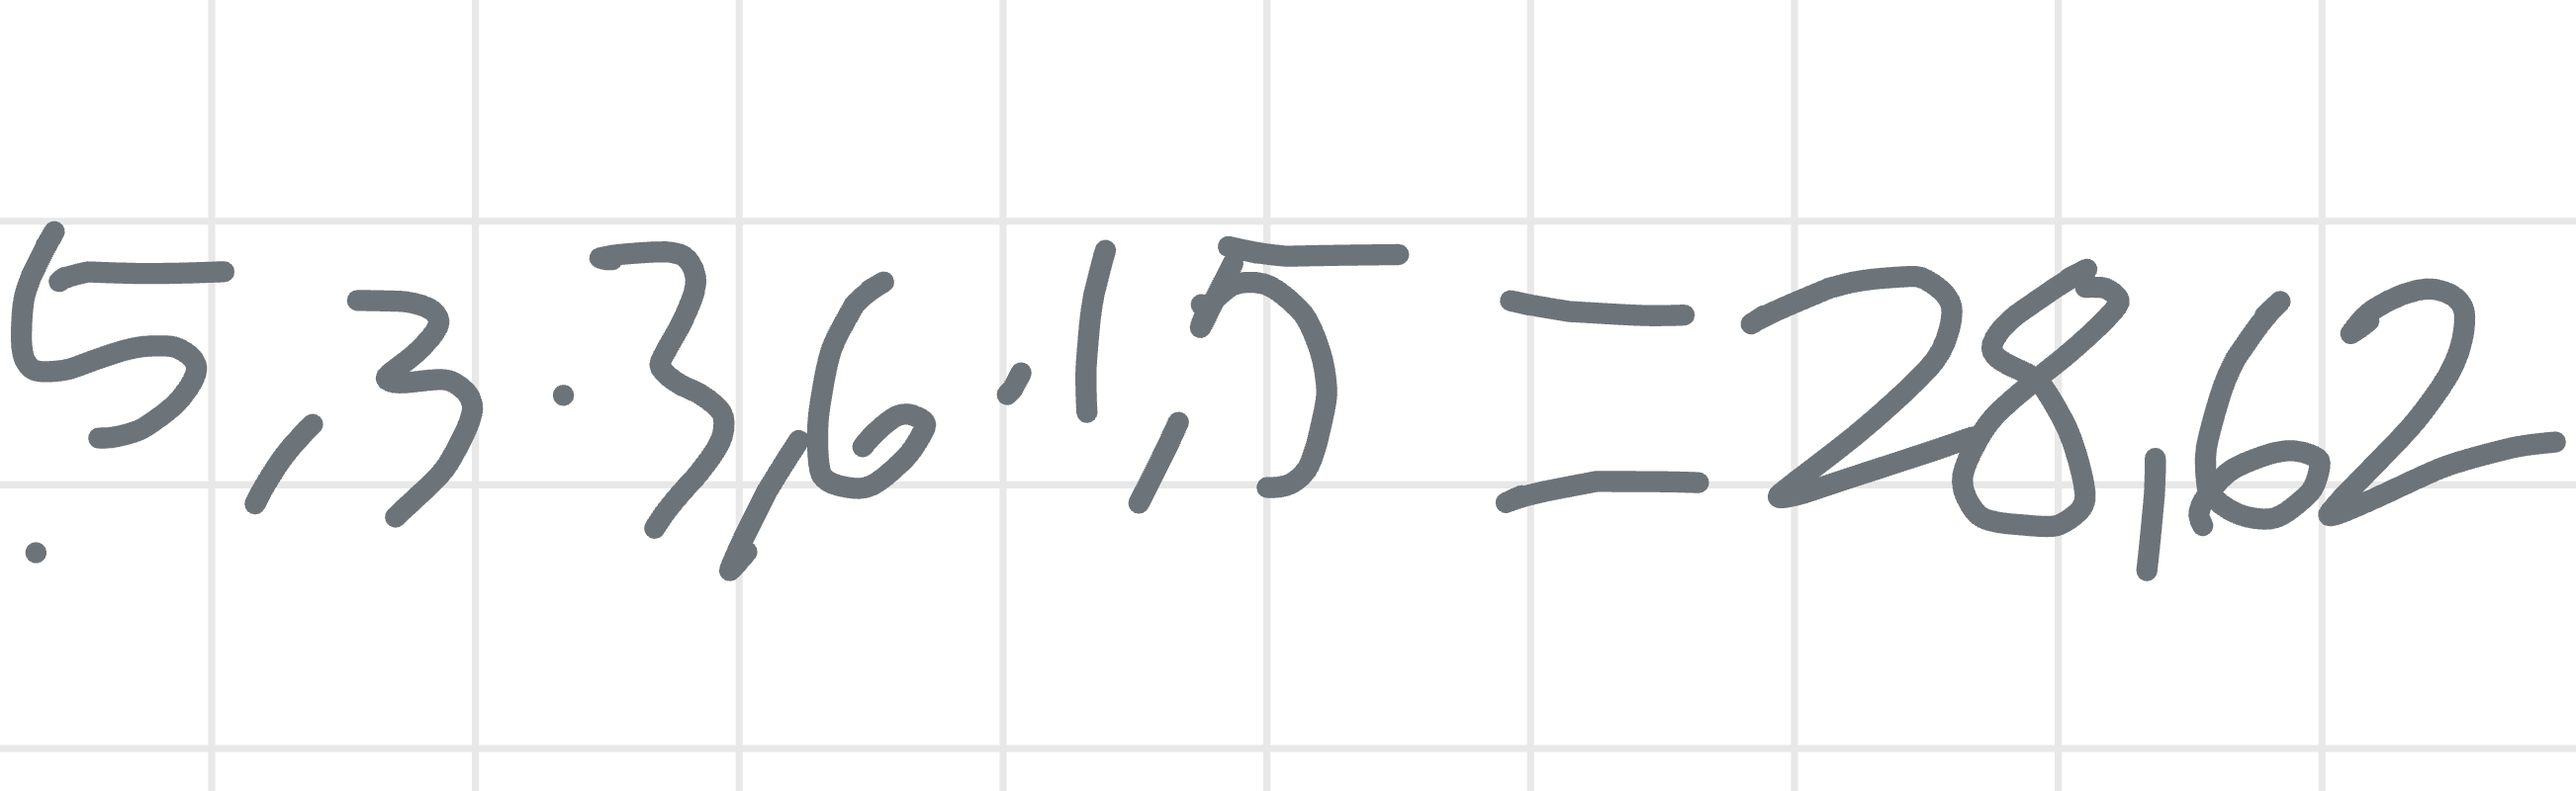 5,3 · 3,6 · 1,5 = 28,62